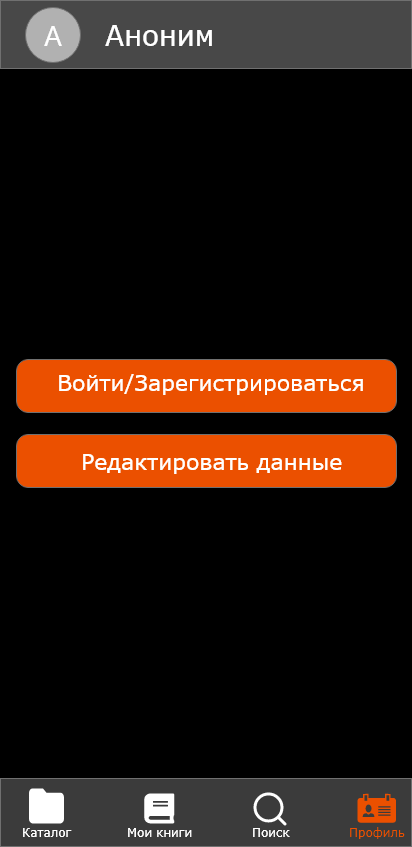 А Аноним
Войти/Зарегистрироваться
Редактировать данные
Каталог Мои книги Поиск Профиль